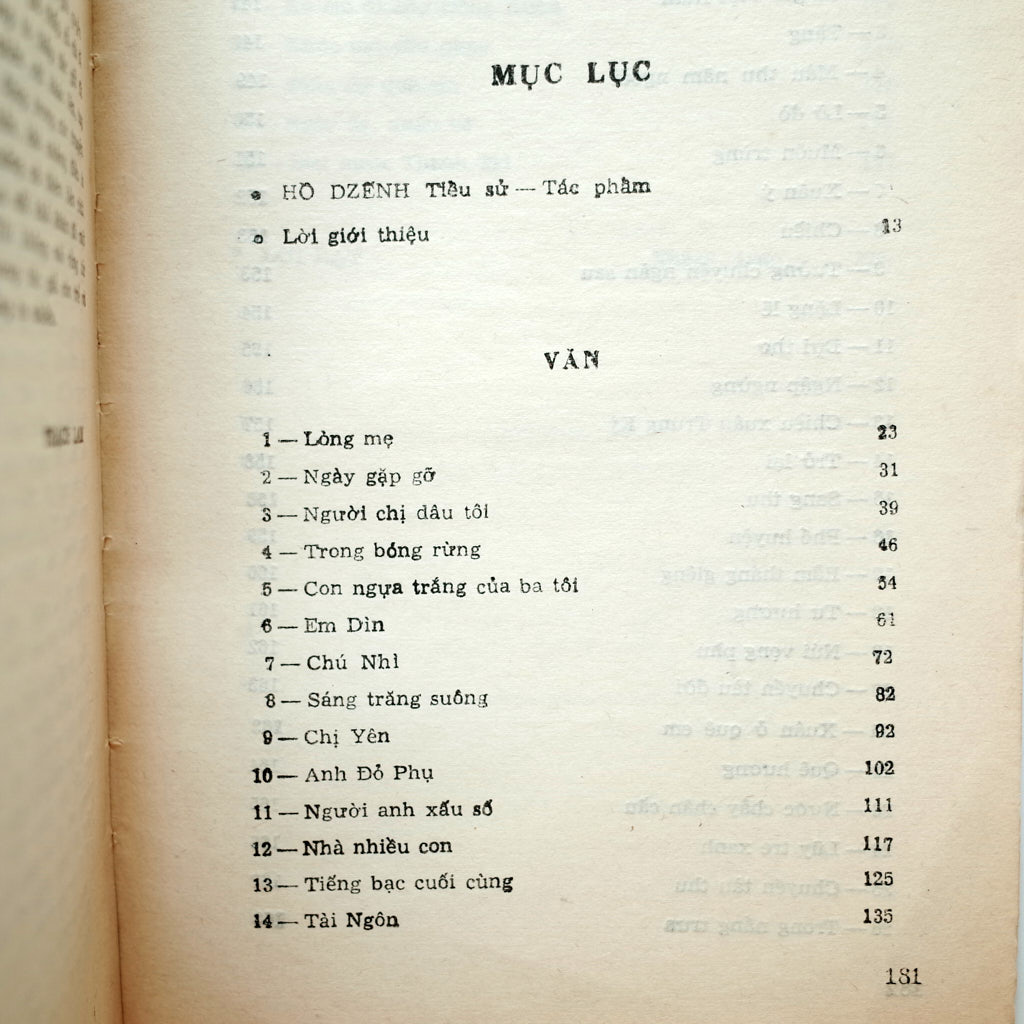 MỤC LỤC
HỒ DZẾNH Tiểu sử — Tác phẩm
Lời giới thiệu 13
VĂN
1 — Lòng mẹ 23
2 — Ngày gặp gỡ 31
3 — Người chị dâu tôi 39
4 — Trong bóng rừng 46
5 — Con ngựa trắng của ba tôi 54
6 — Em Dìn 61
7 — Chú Nhì 72
8 — Sáng trăng suông 82
9 — Chị Yên 92
10 — Anh Đỏ Phụ 102
11 — Người anh xấu số 111
12 — Nhà nhiều con 117
13 — Tiếng bạc cuối cùng 125
14 — Tài Ngôn 135
181